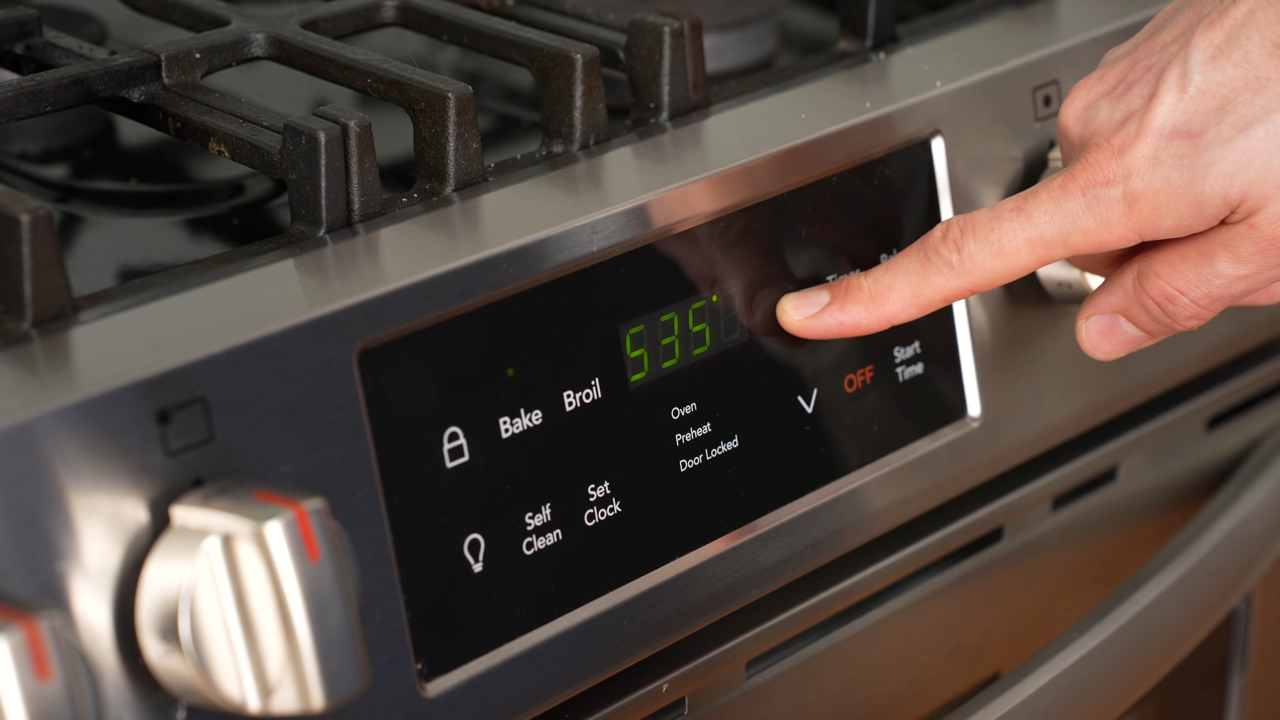 535°
Bake
Broil
Oven
Preheat
Door Locked
OFF
Start
Time
Self
Clean
Set
Clock